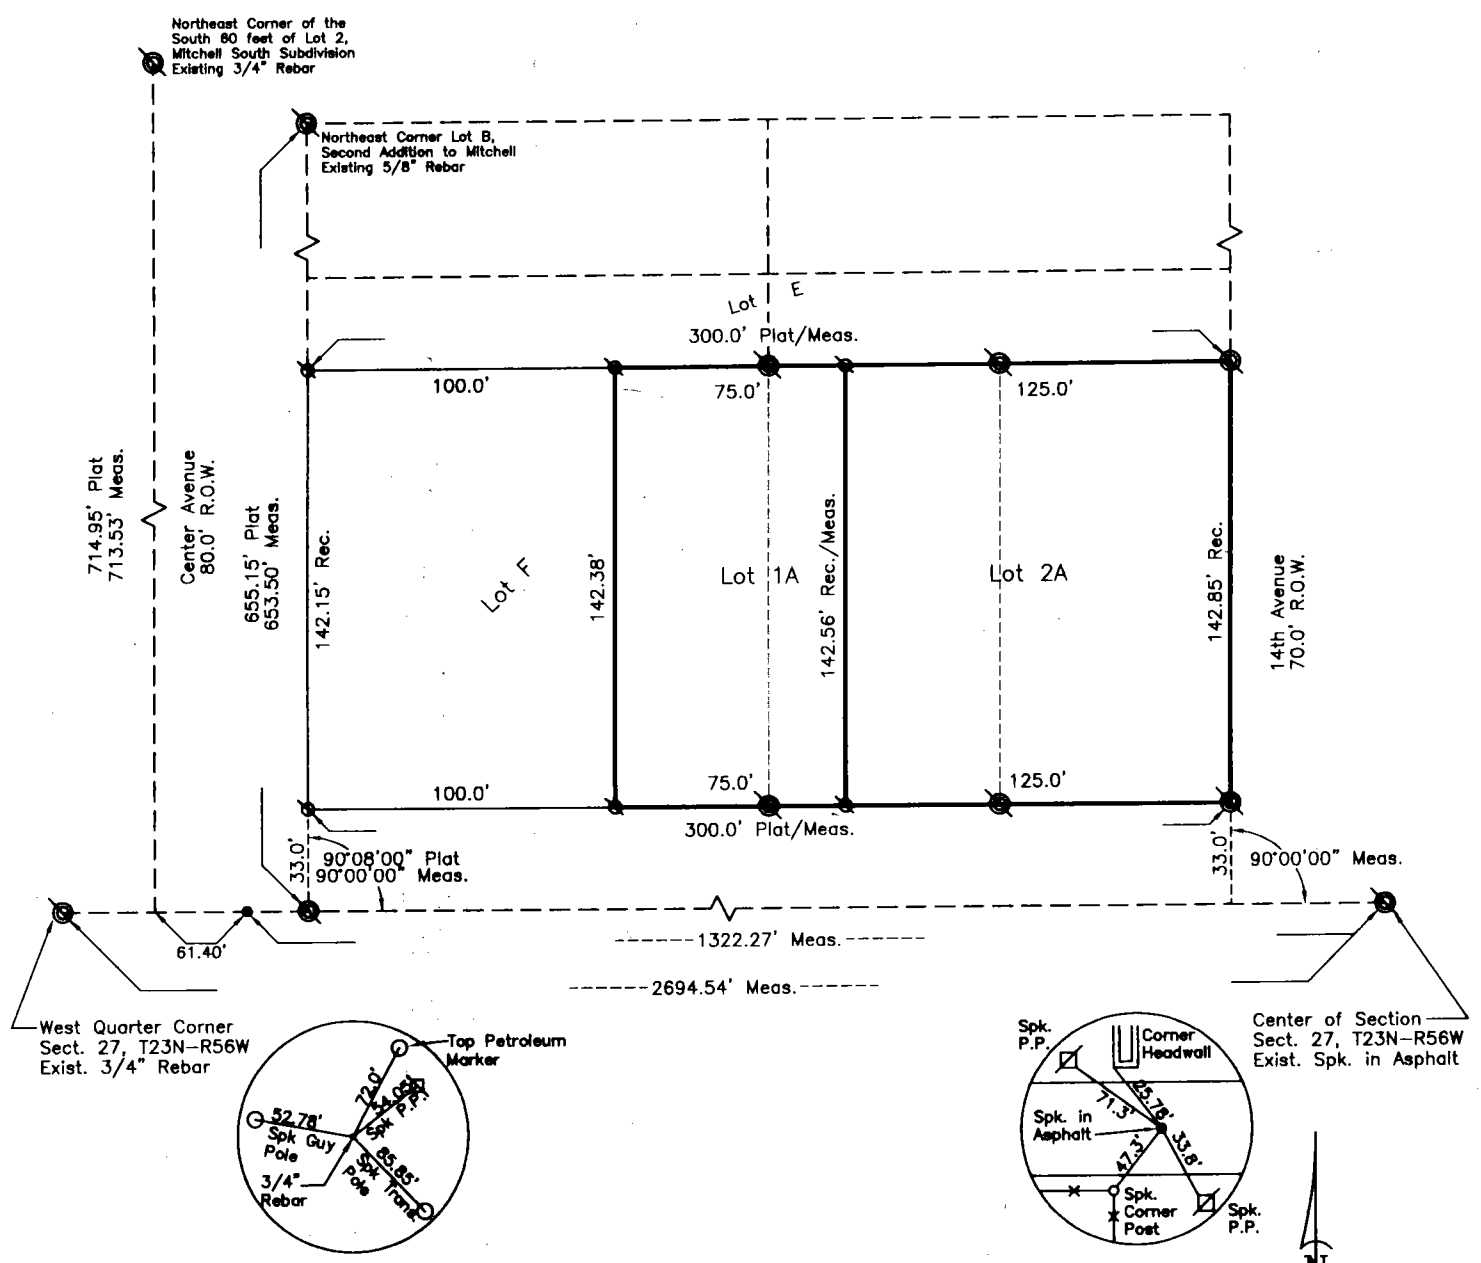 Northeast Corner of the
South 60 feet of Lot 2,
Mitchell South Subdivision
Existing 3/4" Rebar
Northeast Corner Lot B,
Second Addition to Mitchell
Existing 5/8" Rebar
Lot E
300.0' Plat/Meas.
100.0'
75.0'
125.0'
714.95' Plat
713.53' Meas.
Center Avenue
80.0' R.O.W.
655.15' Plat
653.50' Meas.
142.15' Rec.
Lot F
142.38'
Lot 1A
142.56' Rec./Meas.
Lot 2A
142.85' Rec.
14th Avenue
70.0' R.O.W.
100.0'
75.0'
125.0'
300.0' Plat/Meas.
33.0'
90°08'00" Plat
90°00'00" Meas.
33.0'
90°00'00" Meas.
61.40'
1322.27' Meas.
2694.54' Meas.
West Quarter Corner
Sect. 27, T23N-R56W
Exist. 3/4" Rebar
Top Petroleum
Marker
72.0'
54.05'
Spk P.P.
52.78'
Spk Guy
Pole
85.85'
Spk Trans.
Pole
3/4"
Rebar
Spk.
P.P.
Corner
Headwall
71.3'
25.78'
Spk. in
Asphalt
47.3'
33.8'
Spk.
Corner
Post
Spk.
P.P.
Center of Section
Sect. 27, T23N-R56W
Exist. Spk. in Asphalt
N